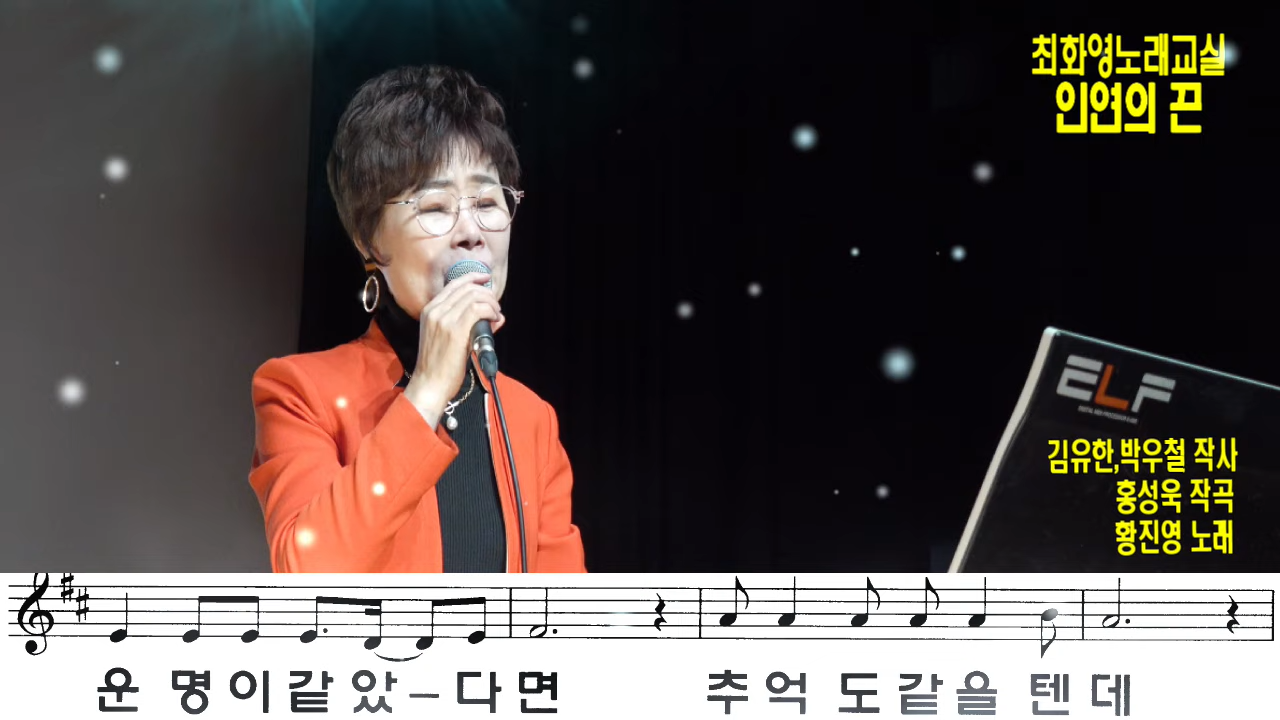 최화영노래교실
인연의 끈
ELF
김유한,박우철 작사
홍성욱 작곡
황진영 노래
운 명이같았–다면 추억 도같을 텐데